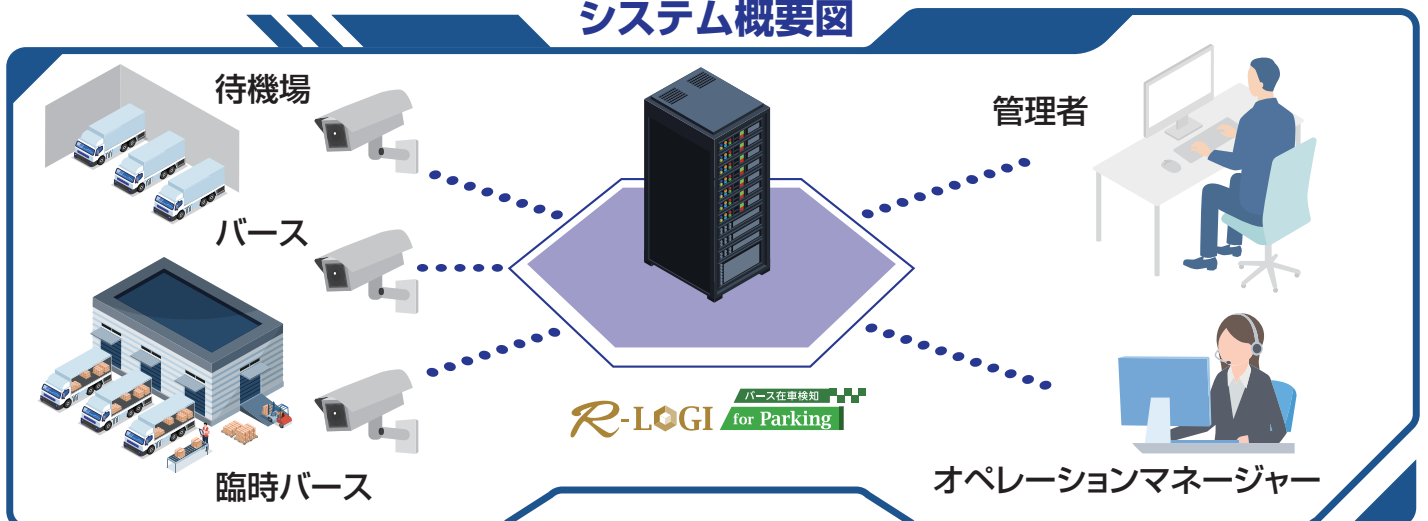 システム概要図
待機場
バース
臨時バース
管理者
オペレーションマネージャー
R-LOGI
バース在車検知
for Parking